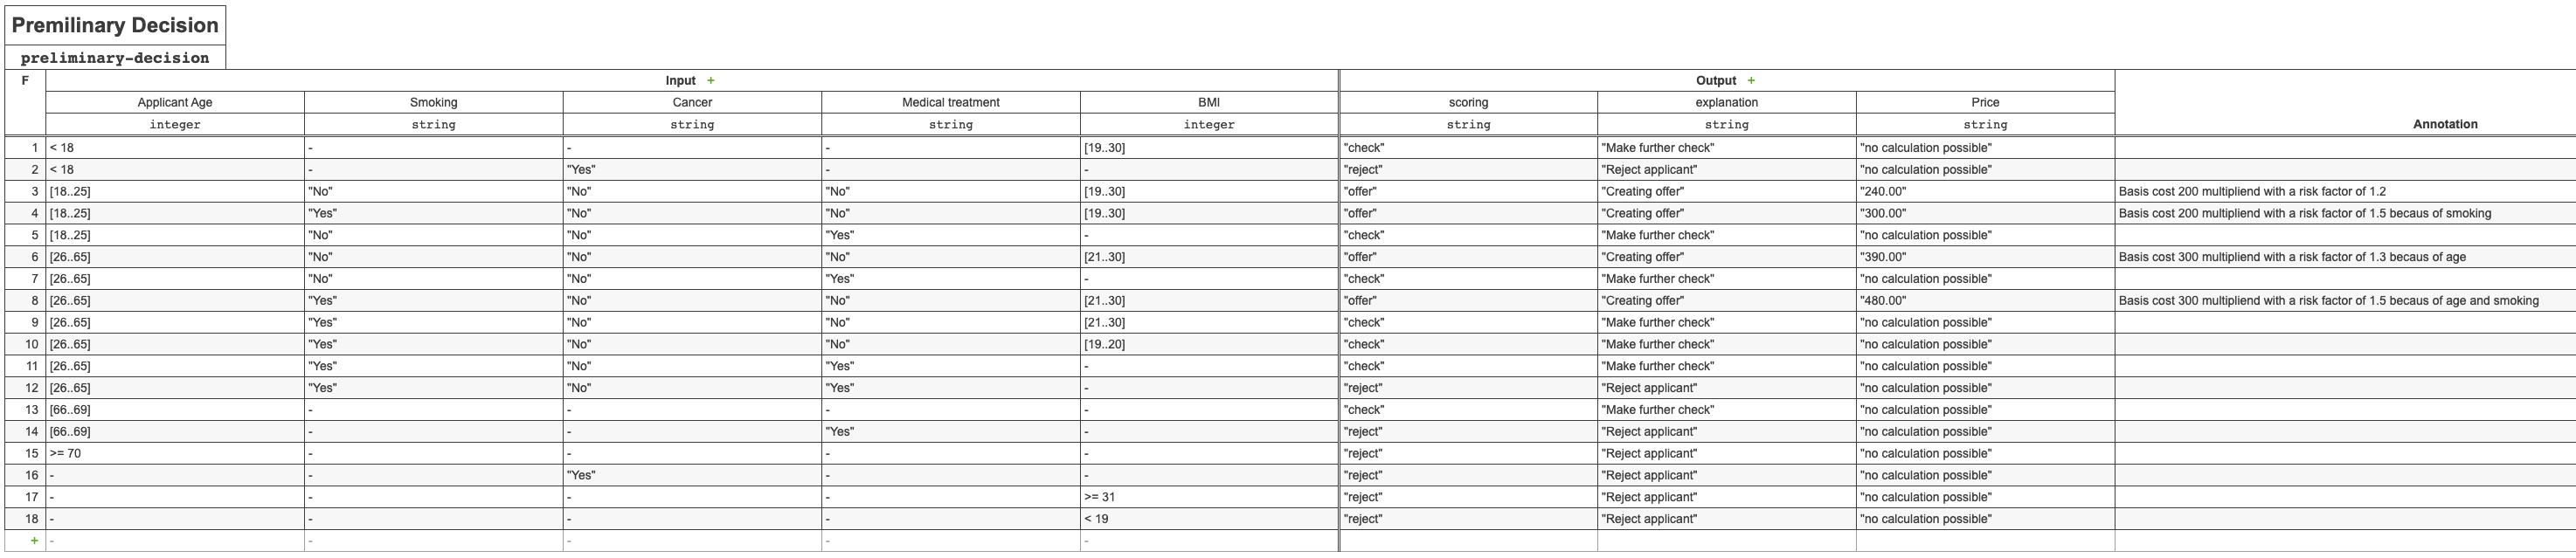 Premilinary Decision
preliminary-decision
F Input + Output +
Applicant Age Smoking Cancer Medical treatment BMI scoring explanation Price
integer string string string integer string string string Annotation
1 < 18 - - - [19..30] "check" "Make further check" "no calculation possible"
2 < 18 - "Yes" - - "reject" "Reject applicant" "no calculation possible"
3 [18..25] "No" "No" "No" [19..30] "offer" "Creating offer" "240.00" Basis cost 200 multipliend with a risk factor of 1.2
4 [18..25] "Yes" "No" "No" [19..30] "offer" "Creating offer" "300.00" Basis cost 200 multipliend with a risk factor of 1.5 becaus of smoking
5 [18..25] "No" "No" "Yes" - "check" "Make further check" "no calculation possible"
6 [26..65] "No" "No" "No" [21..30] "offer" "Creating offer" "390.00" Basis cost 300 multipliend with a risk factor of 1.3 becaus of age
7 [26..65] "No" "No" "Yes" - "check" "Make further check" "no calculation possible"
8 [26..65] "Yes" "No" "No" [21..30] "offer" "Creating offer" "480.00" Basis cost 300 multipliend with a risk factor of 1.5 becaus of age and smoking
9 [26..65] "Yes" "No" "No" [21..30] "check" "Make further check" "no calculation possible"
10 [26..65] "Yes" "No" "No" [19..20] "check" "Make further check" "no calculation possible"
11 [26..65] "Yes" "No" "Yes" - "check" "Make further check" "no calculation possible"
12 [26..65] "Yes" "No" "Yes" - "reject" "Reject applicant" "no calculation possible"
13 [66..69] - - - - "check" "Make further check" "no calculation possible"
14 [66..69] - - "Yes" - "reject" "Reject applicant" "no calculation possible"
15 >= 70 - - - - "reject" "Reject applicant" "no calculation possible"
16 - - "Yes" - - "reject" "Reject applicant" "no calculation possible"
17 - - - - >= 31 "reject" "Reject applicant" "no calculation possible"
18 - - - - < 19 "reject" "Reject applicant" "no calculation possible"
+ - - - - -